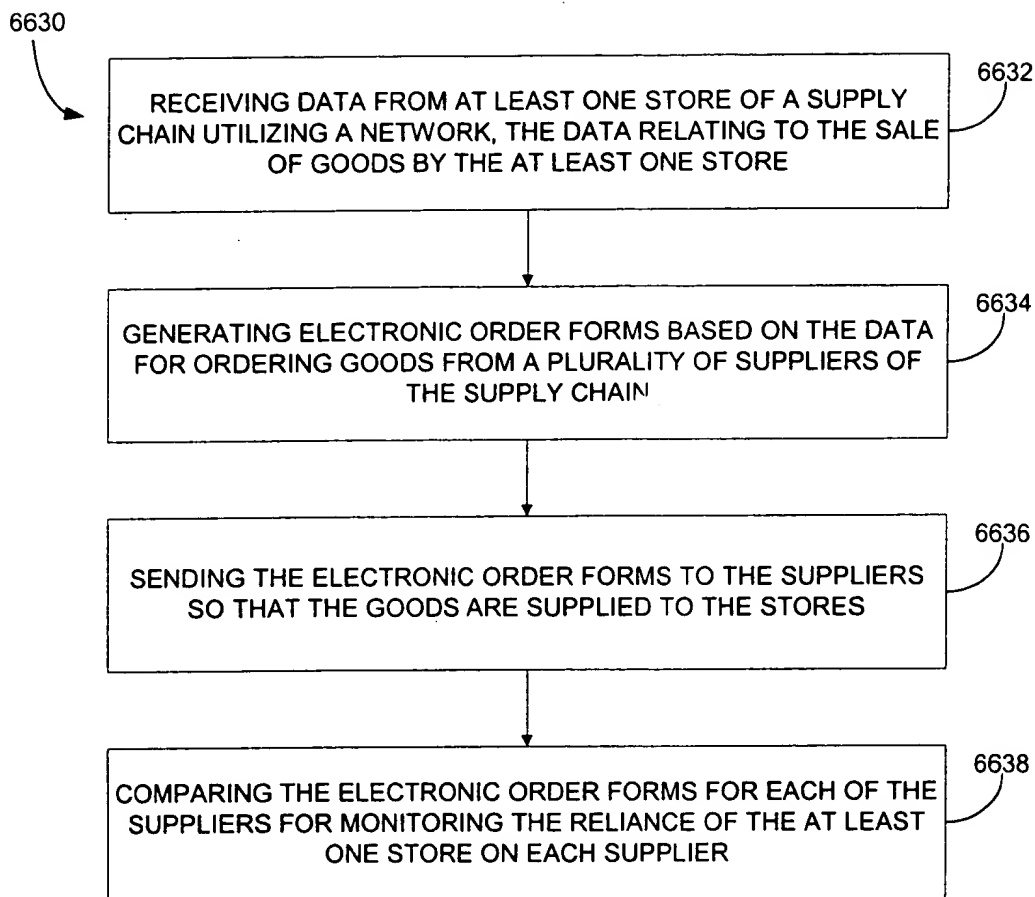 6630
6632
RECEIVING DATA FROM AT LEAST ONE STORE OF A SUPPLY
CHAIN UTILIZING A NETWORK, THE DATA RELATING TO THE SALE
OF GOODS BY THE AT LEAST ONE STORE
6634
GENERATING ELECTRONIC ORDER FORMS BASED ON THE DATA
FOR ORDERING GOODS FROM A PLURALITY OF SUPPLIERS OF
THE SUPPLY CHAIN
6636
SENDING THE ELECTRONIC ORDER FORMS TO THE SUPPLIERS
SO THAT THE GOODS ARE SUPPLIED TO THE STORES
6638
COMPARING THE ELECTRONIC ORDER FORMS FOR EACH OF THE
SUPPLIERS FOR MONITORING THE RELIANCE OF THE AT LEAST
ONE STORE ON EACH SUPPLIER